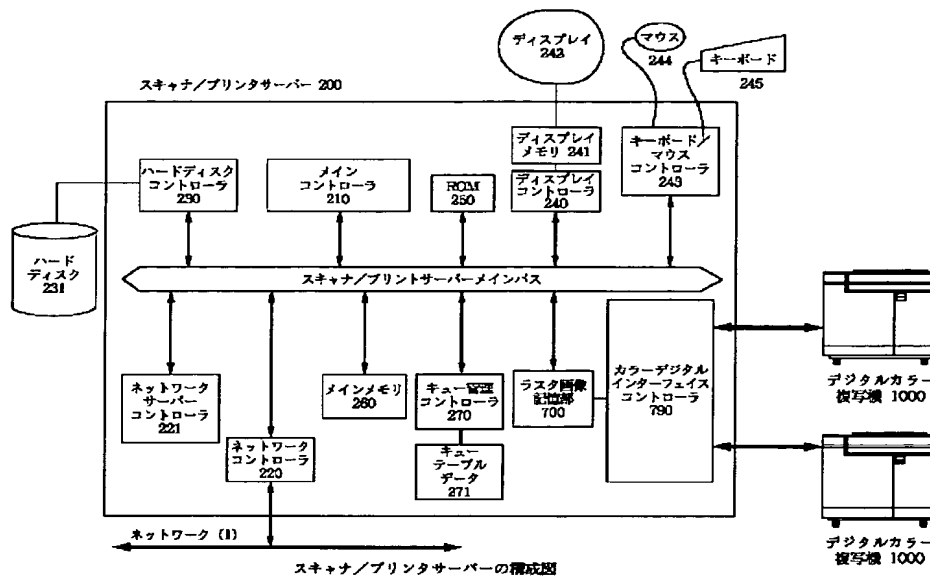 ディスプレイ
242
マウス
244
キーボード
245
スキャナ／プリンタサーバー 200
ハードディスク
コントローラ
230
メイン
コントローラ
210
ROM
250
ディスプレイ
メモリ 241
ディスプレイ
コントローラ
240
キーボード／
マウス
コントローラ
243
ハード
ディスク
231
スキャナ／プリントサーバーメインバス
ネットワーク
サーバー
コントローラ
221
ネットワーク
コントローラ
220
メインメモリ
260
キュー管理
コントローラ
270
キュー
テーブル
データ
271
ラスタ画像
記憶部 700
カラーデジタル
インターフェイス
コントローラ
790
デジタルカラー
複写機 1000
デジタルカラー
複写機 1000
ネットワーク (1)
スキャナ／プリンタサーバーの構成図